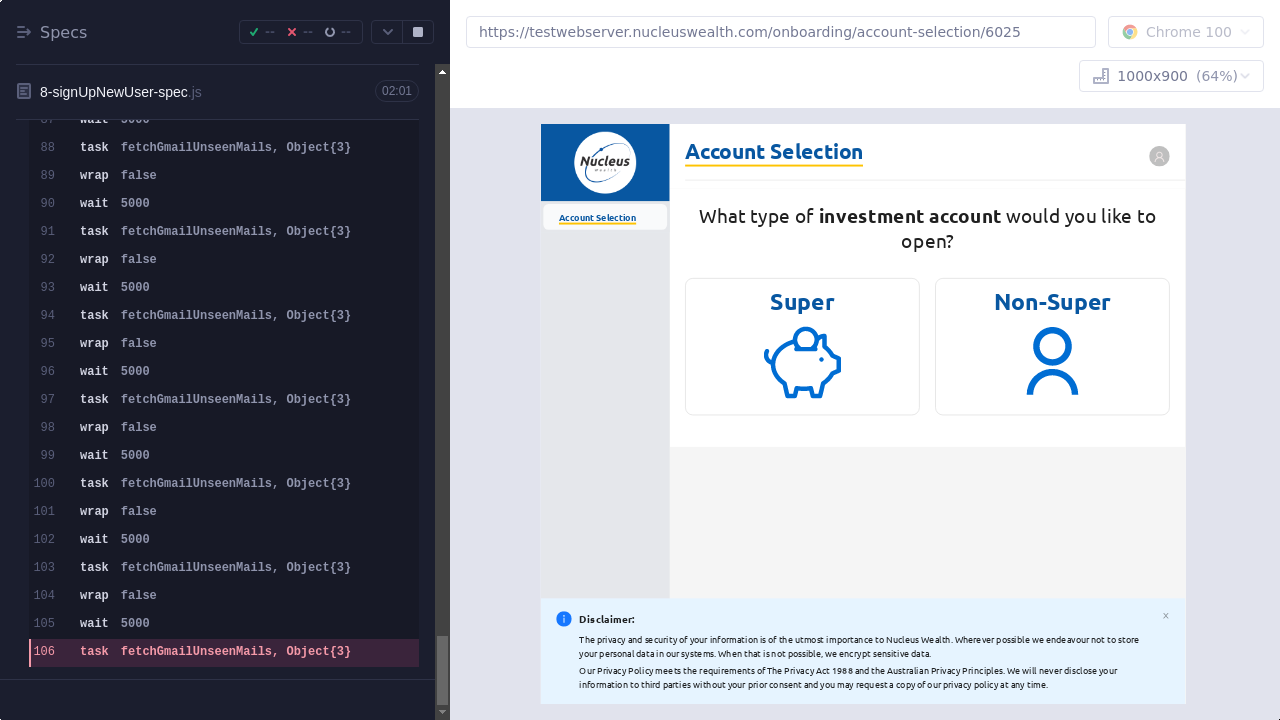 Specs
--
--
--
https://testwebserver.nucleuswealth.com/onboarding/account-selection/6025
Chrome 100
1000x900 (64%)
8-signUpNewUser-spec.js
02:01
87 wait 5000
88 task fetchGmailUnseenMails, Object{3}
89 wrap false
90 wait 5000
91 task fetchGmailUnseenMails, Object{3}
92 wrap false
93 wait 5000
94 task fetchGmailUnseenMails, Object{3}
95 wrap false
96 wait 5000
97 task fetchGmailUnseenMails, Object{3}
98 wrap false
99 wait 5000
100 task fetchGmailUnseenMails, Object{3}
101 wrap false
102 wait 5000
103 task fetchGmailUnseenMails, Object{3}
104 wrap false
105 wait 5000
106 task fetchGmailUnseenMails, Object{3}
Nucleus
Wealth
Account Selection
Account Selection
What type of investment account would you like to
open?
Super
Non-Super
Disclaimer:
The privacy and security of your information is of the utmost importance to Nucleus Wealth. Wherever possible we endeavour not to store
your personal data in our systems. When that is not possible, we encrypt sensitive data.
Our Privacy Policy meets the requirements of The Privacy Act 1988 and the Australian Privacy Principles. We will never disclose your
information to third parties without your prior consent and you may request a copy of our privacy policy at any time.